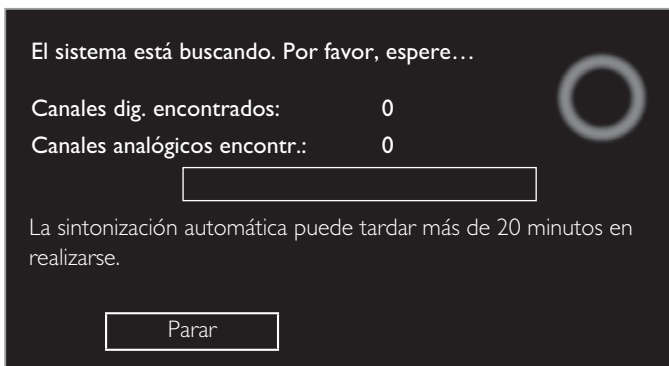 El sistema está buscando. Por favor, espere…
Canales dig. encontrados: 0
Canales analógicos encontr.: 0
La sintonización automática puede tardar más de 20 minutos en
realizarse.
Parar